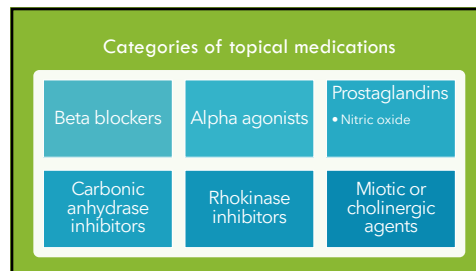 Categories of topical medications
Beta blockers
Alpha agonists
Prostaglandins
• Nitric oxide
Carbonic
anhydrase
inhibitors
Rhokinase
inhibitors
Miotic or
cholinergic
agents